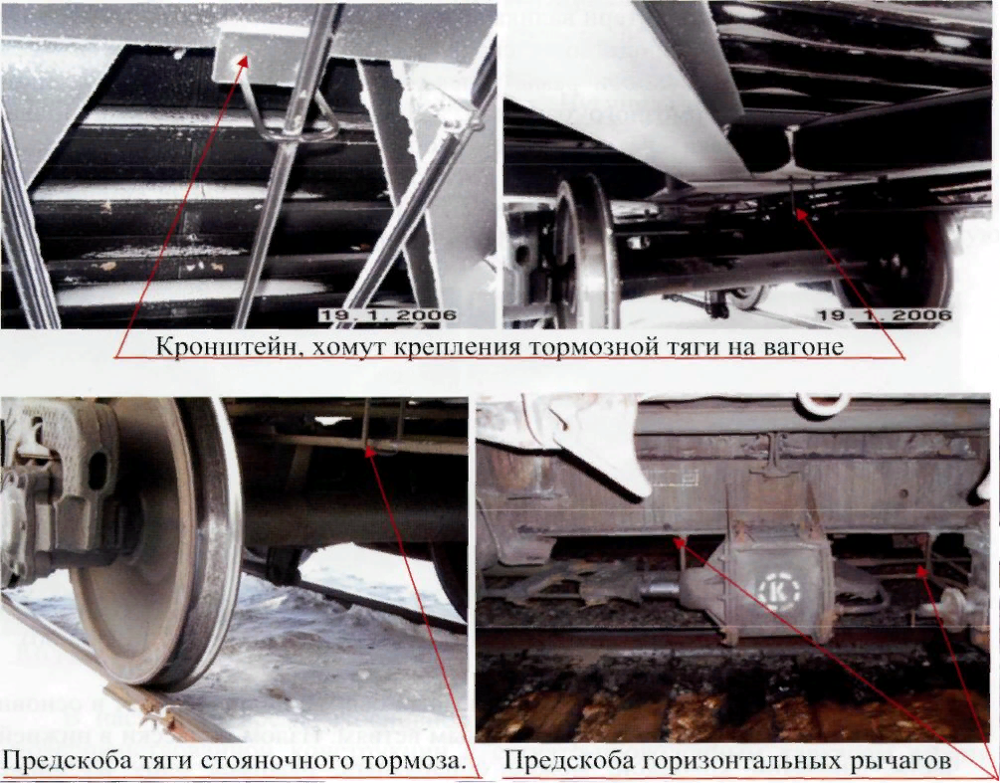 19. 1.2006
19. 1.2006
Кронштейн, хомут крепления тормозной тяги на вагоне
К
Предскоба тяги стояночного тормоза.
Предскоба горизонтальных рычагов